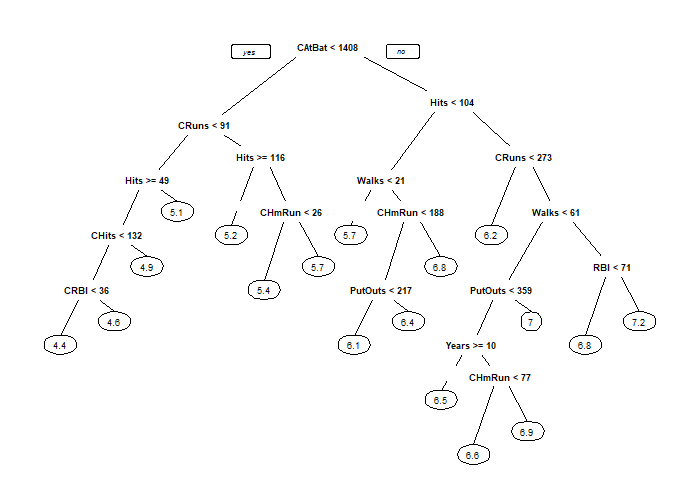 yes
CAtBat < 1408
no
Hits < 104
CRuns < 91
Hits >= 116
CRuns < 273
Hits >= 49
Walks < 21
5.1
CHmRun < 26
CHmRun < 188
Walks < 61
CHits < 132
5.2
5.7
6.2
4.9
5.7
6.8
RBI < 71
CRBI < 36
5.4
PutOuts < 217
PutOuts < 359
4.6
6.4
7
7.2
4.4
6.1
Years >= 10
6.8
CHmRun < 77
6.5
6.9
6.6